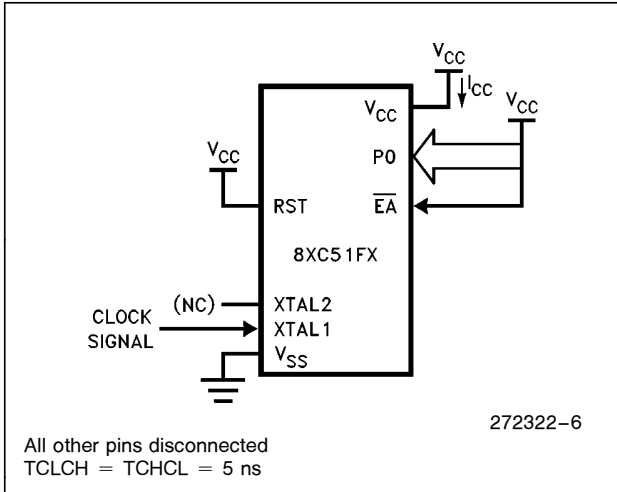 VCC
ICC
VCC
VCC
VCC
P0
RST
EA
8XC51FX
(NC)
XTAL2
CLOCK
SIGNAL
XTAL1
VSS
272322–6
All other pins disconnected
TCLCH = TCHCL = 5 ns